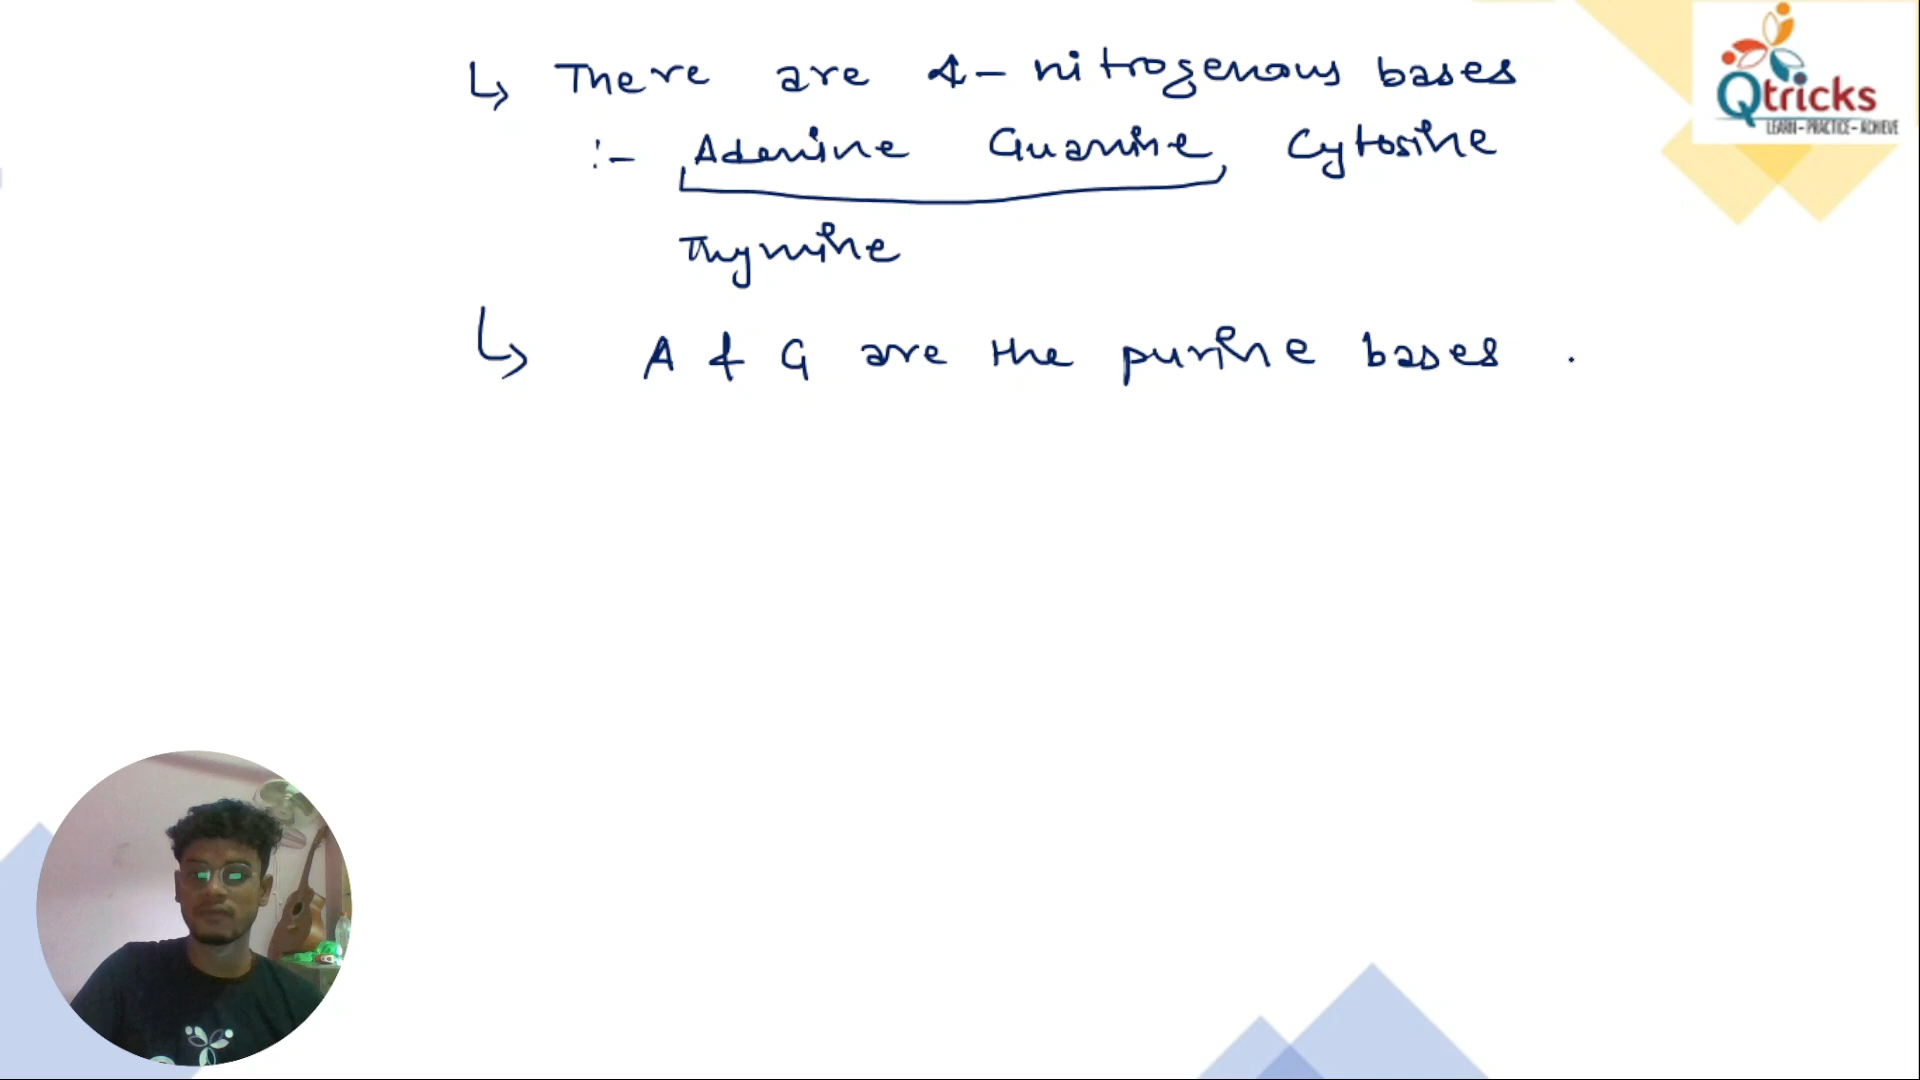 ↳ There are 4 - nitrogenous bases
:- Adenine Guanine, Cytosine
Thymine
↳ A & G are the purine bases .
Qtricks
LEARN - PRACTICE - ACHIEVE